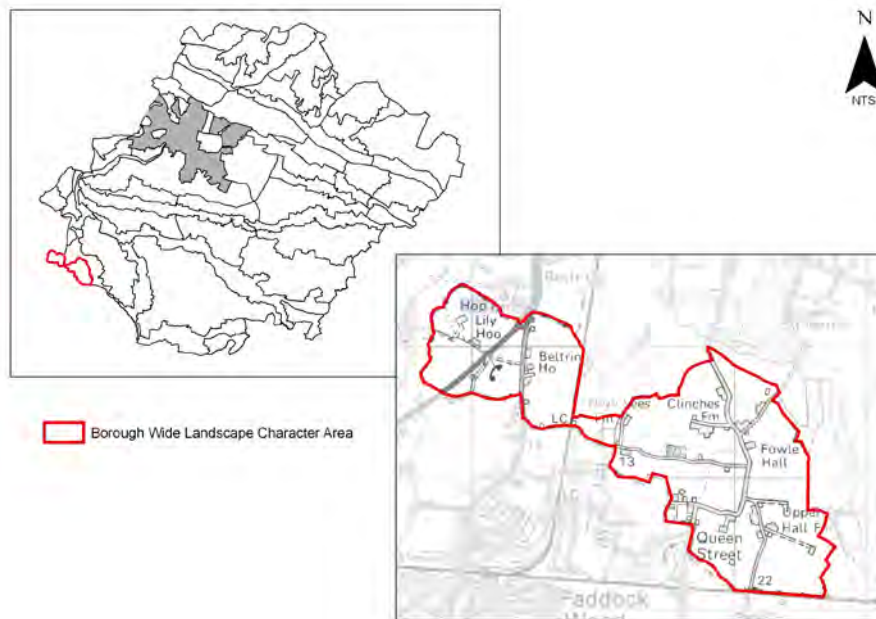 N
NTS
Borough Wide Landscape Character Area
Hop
Lily
Hoo
Beltrin
Ho
LC
Clinches
Fm
13
Fowle
Hall
Upper
Hall F
Queen
Street
22
Paddock